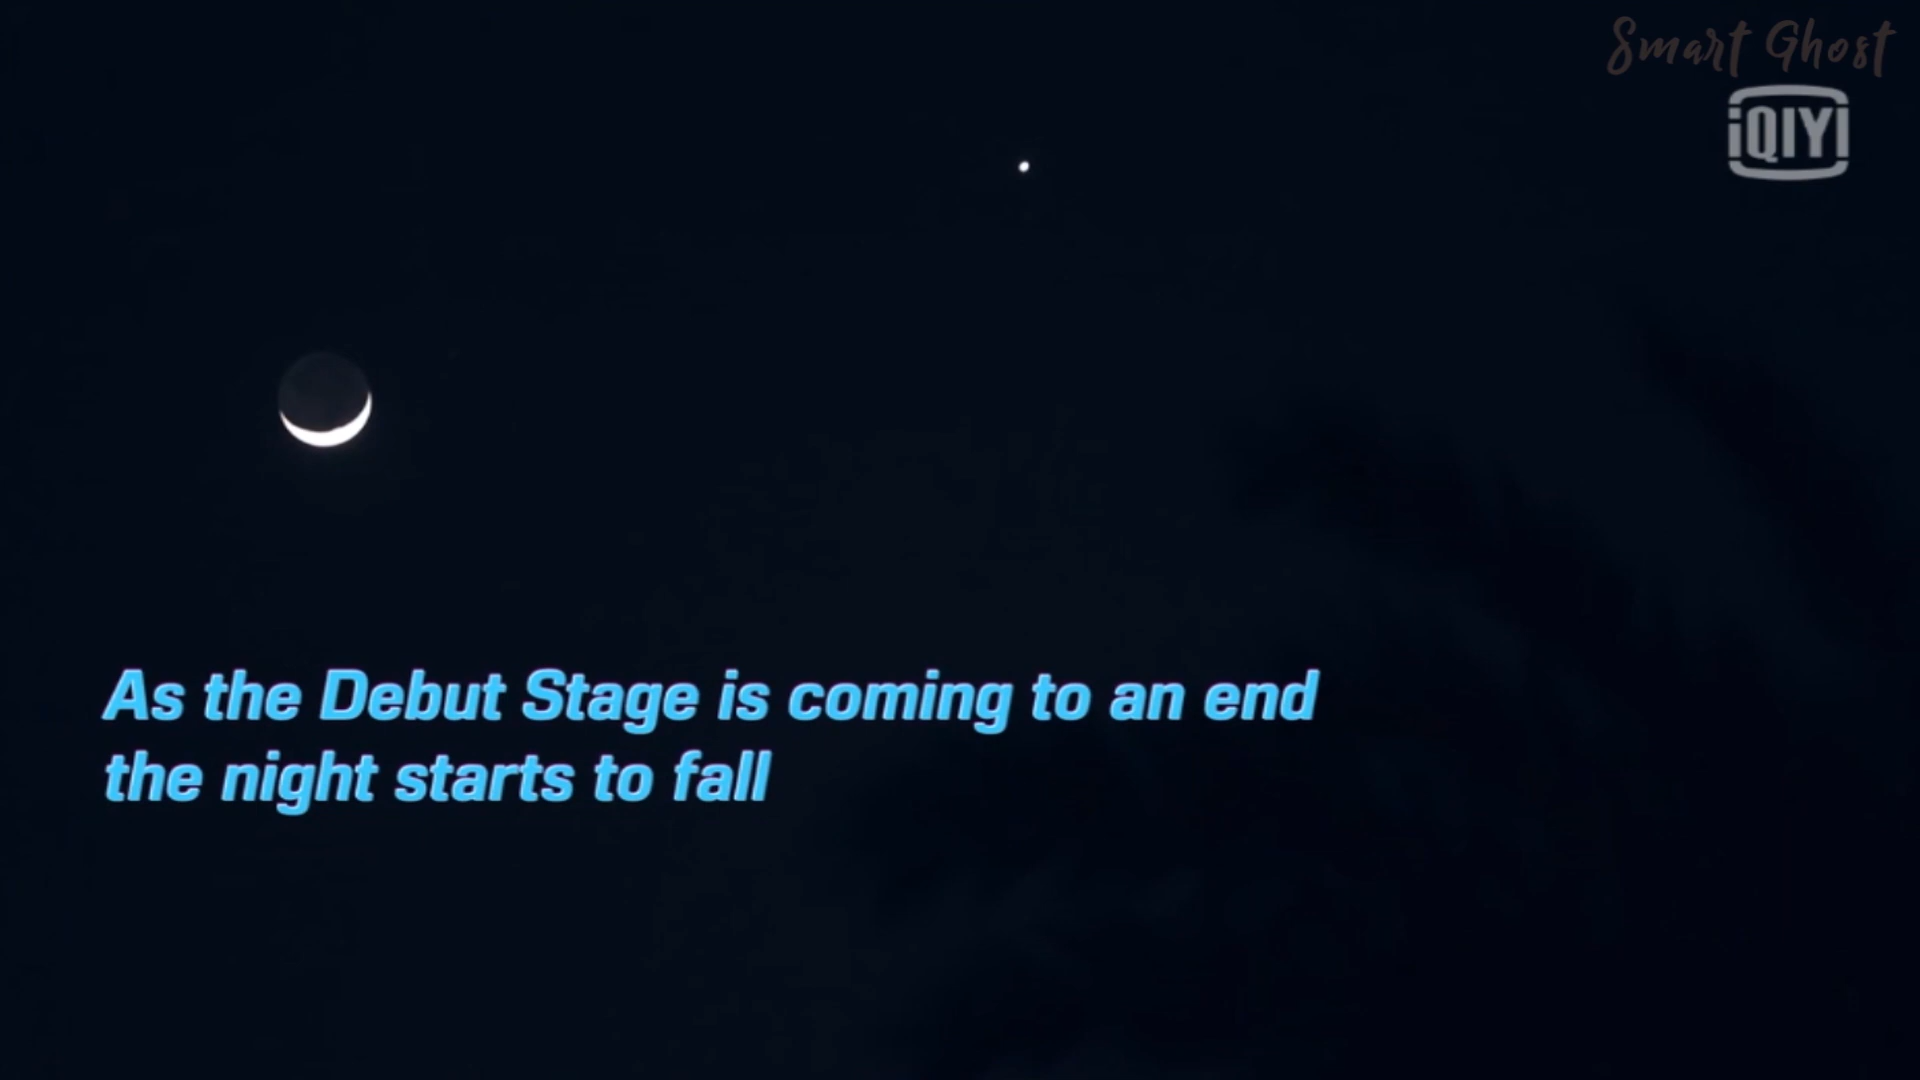 Smart Ghost
iQIYI
As the Debut Stage is coming to an end
the night starts to fall